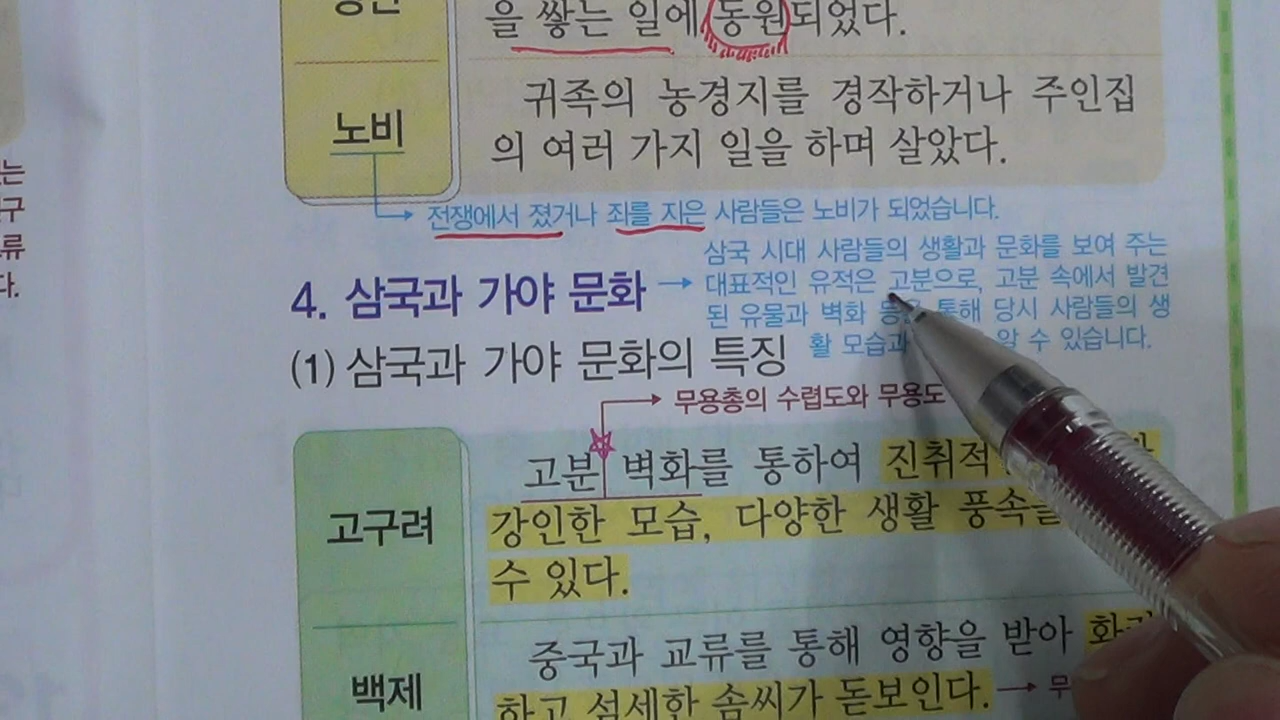 을 쌓는 일에 동원되었다.
노비
귀족의 농경지를 경작하거나 주인집
의 여러 가지 일을 하며 살았다.
전쟁에서 졌거나 죄를 지은 사람들은 노비가 되었습니다.
4. 삼국과 가야 문화
삼국 시대 사람들의 생활과 문화를 보여 주는
대표적인 유적은 고분으로, 고분 속에서 발견
된 유물과 벽화 통해 당시 사람들의 생
활 모습과 알 수 있습니다.
(1) 삼국과 가야 문화의 특징
무용총의 수렵도와 무용도
고구려
고분 벽화를 통하여 진취적
강인한 모습, 다양한 생활 풍속을
수 있다.
백제
중국과 교류를 통해 영향을 받아
하고 섬세한 솜씨가 돋보인다.
는
구
류
다.